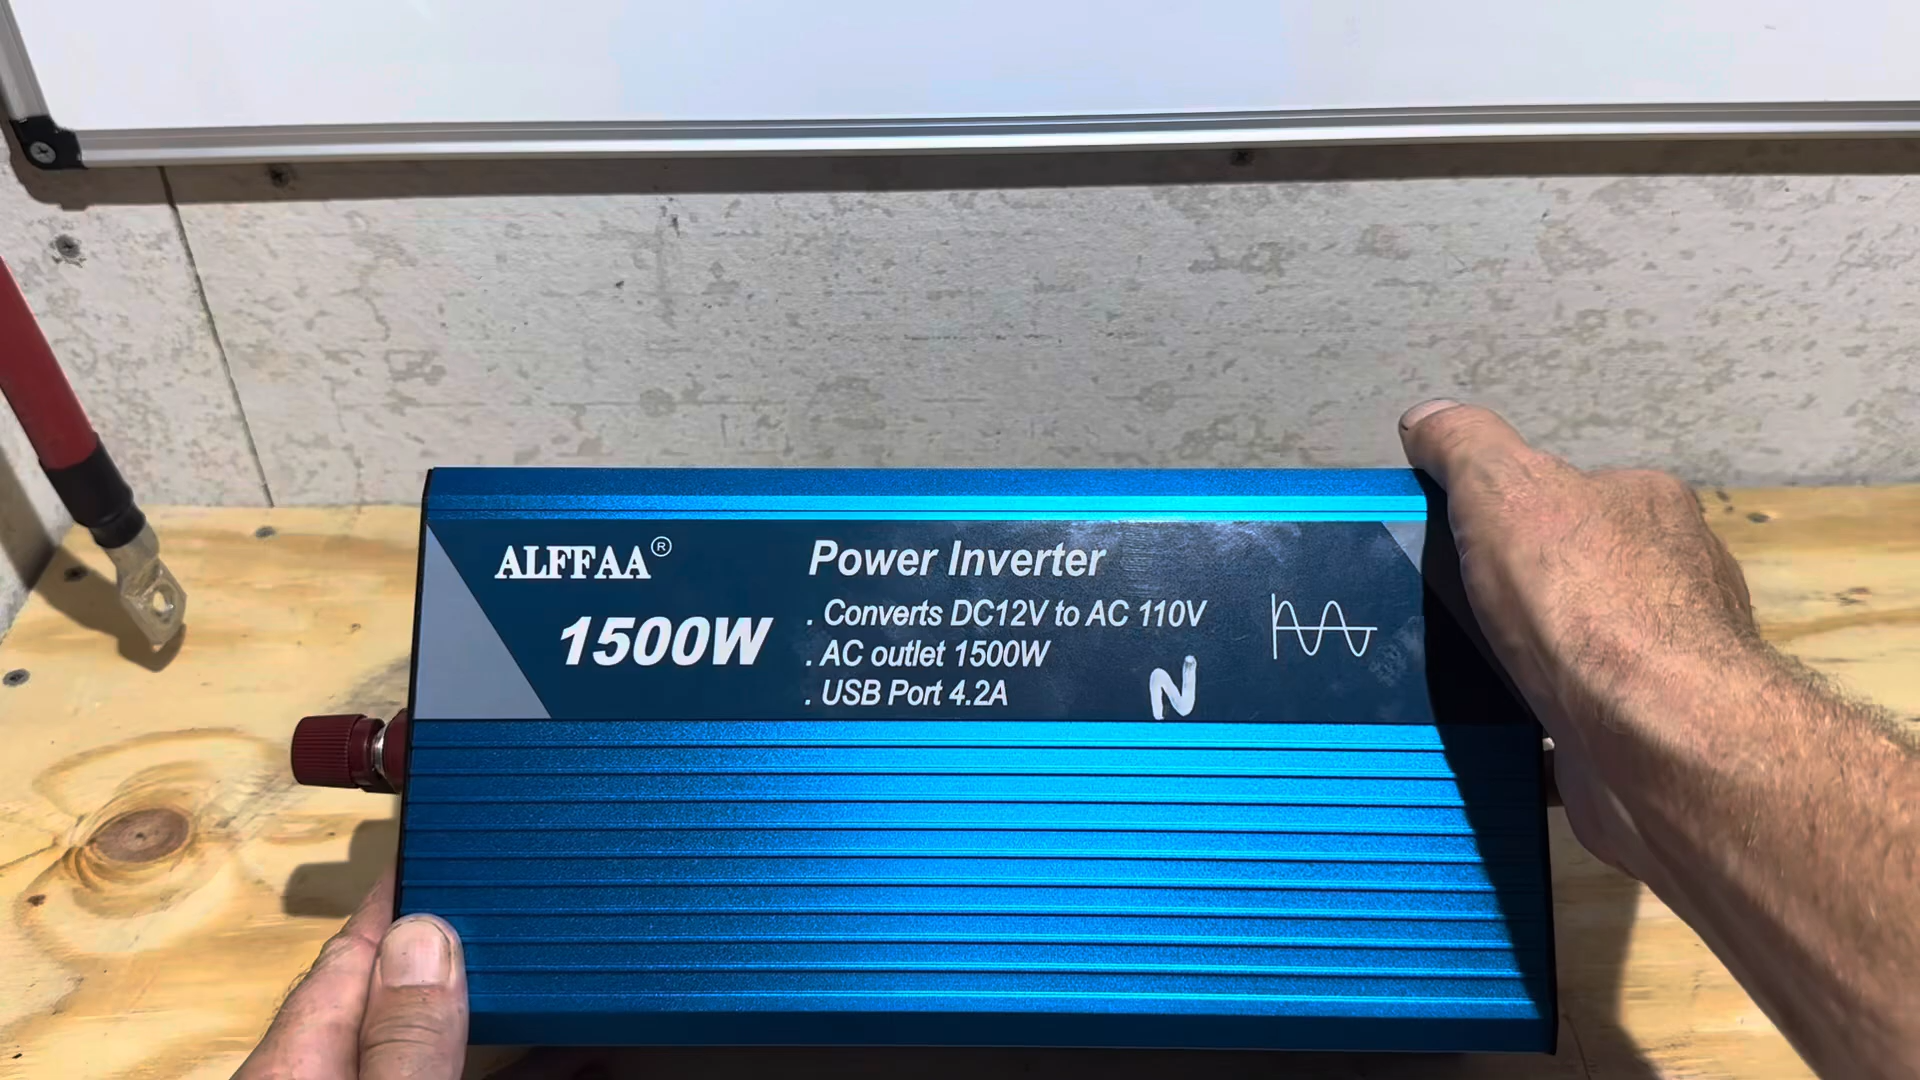 ALFFAA®
1500W
Power Inverter
. Converts DC12V to AC 110V
. AC outlet 1500W
. USB Port 4.2A
N